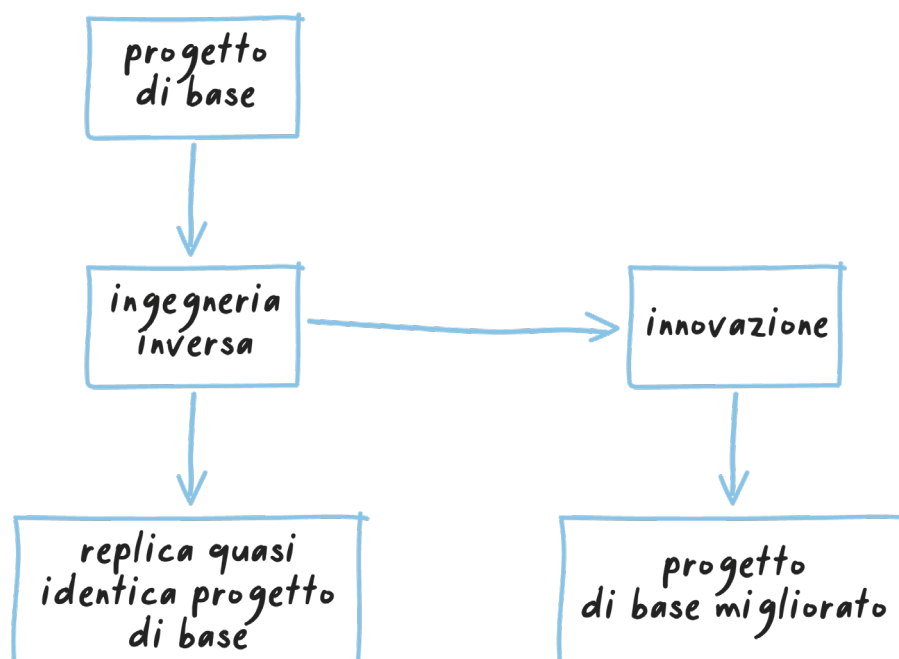 progetto
di base
ingegneria
inversa
innovazione
replica quasi
identica progetto
di base
progetto
di base migliorato